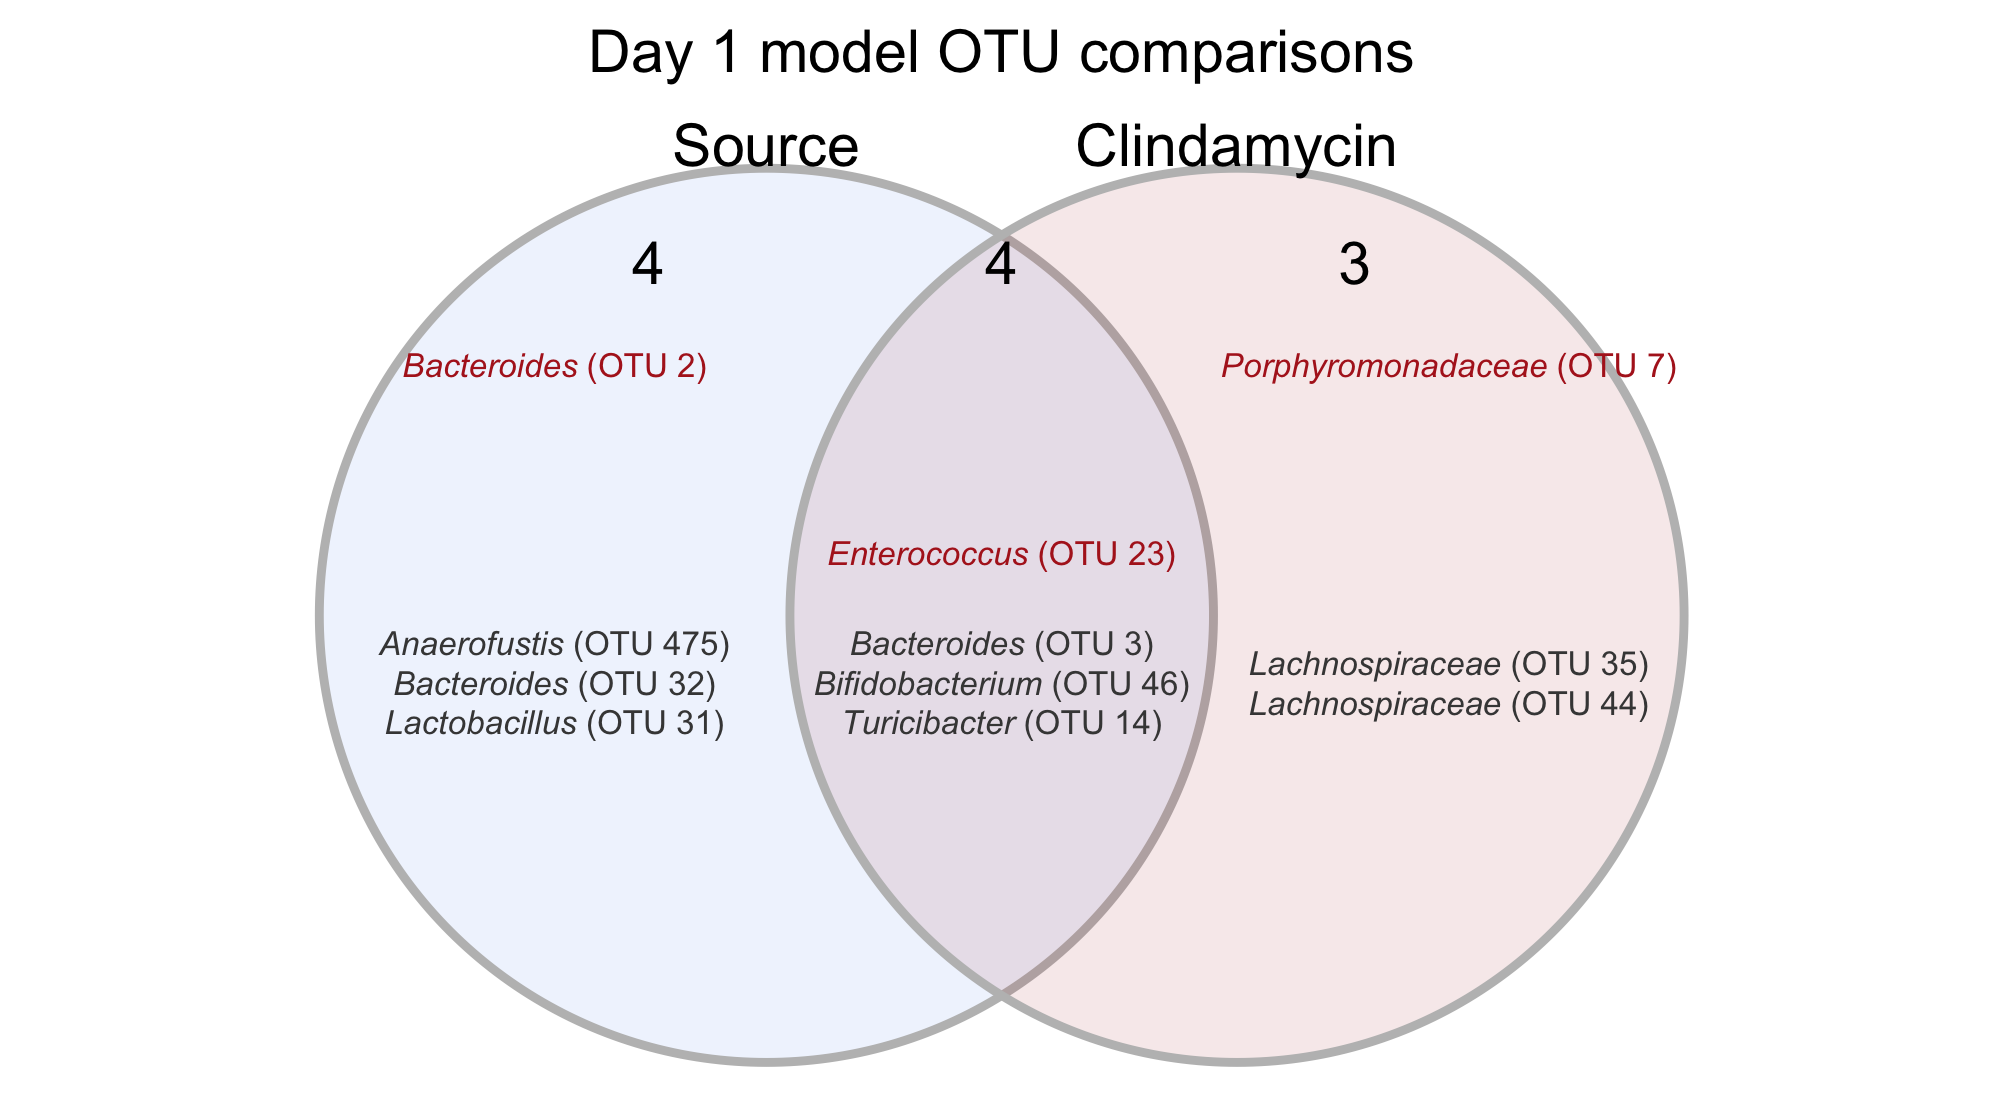 Day 1 model OTU comparisons
Source
Clindamycin
4
4
3
Bacteroides (OTU 2)
Porphyromonadaceae (OTU 7)
Enterococcus (OTU 23)
Anaerofustis (OTU 475)
Bacteroides (OTU 32)
Lactobacillus (OTU 31)
Bacteroides (OTU 3)
Bifidobacterium (OTU 46)
Turicibacter (OTU 14)
Lachnospiraceae (OTU 35)
Lachnospiraceae (OTU 44)